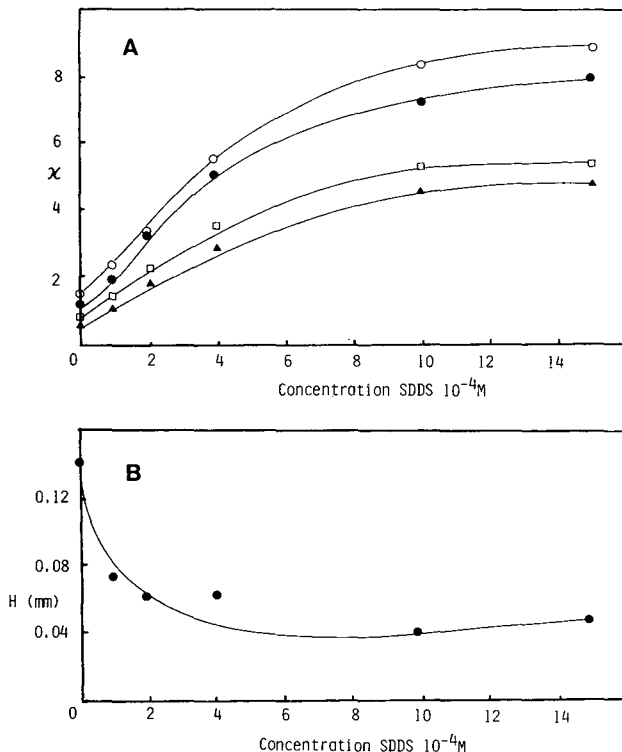 A
8
6
ϰ
4
2
0 2 4 6 8 10 12 14
Concentration SDDS 10⁻⁴M
B
0.12
0.08
H (mm)
0.04
0 2 4 6 8 10 12 14
Concentration SDDS 10⁻⁴M